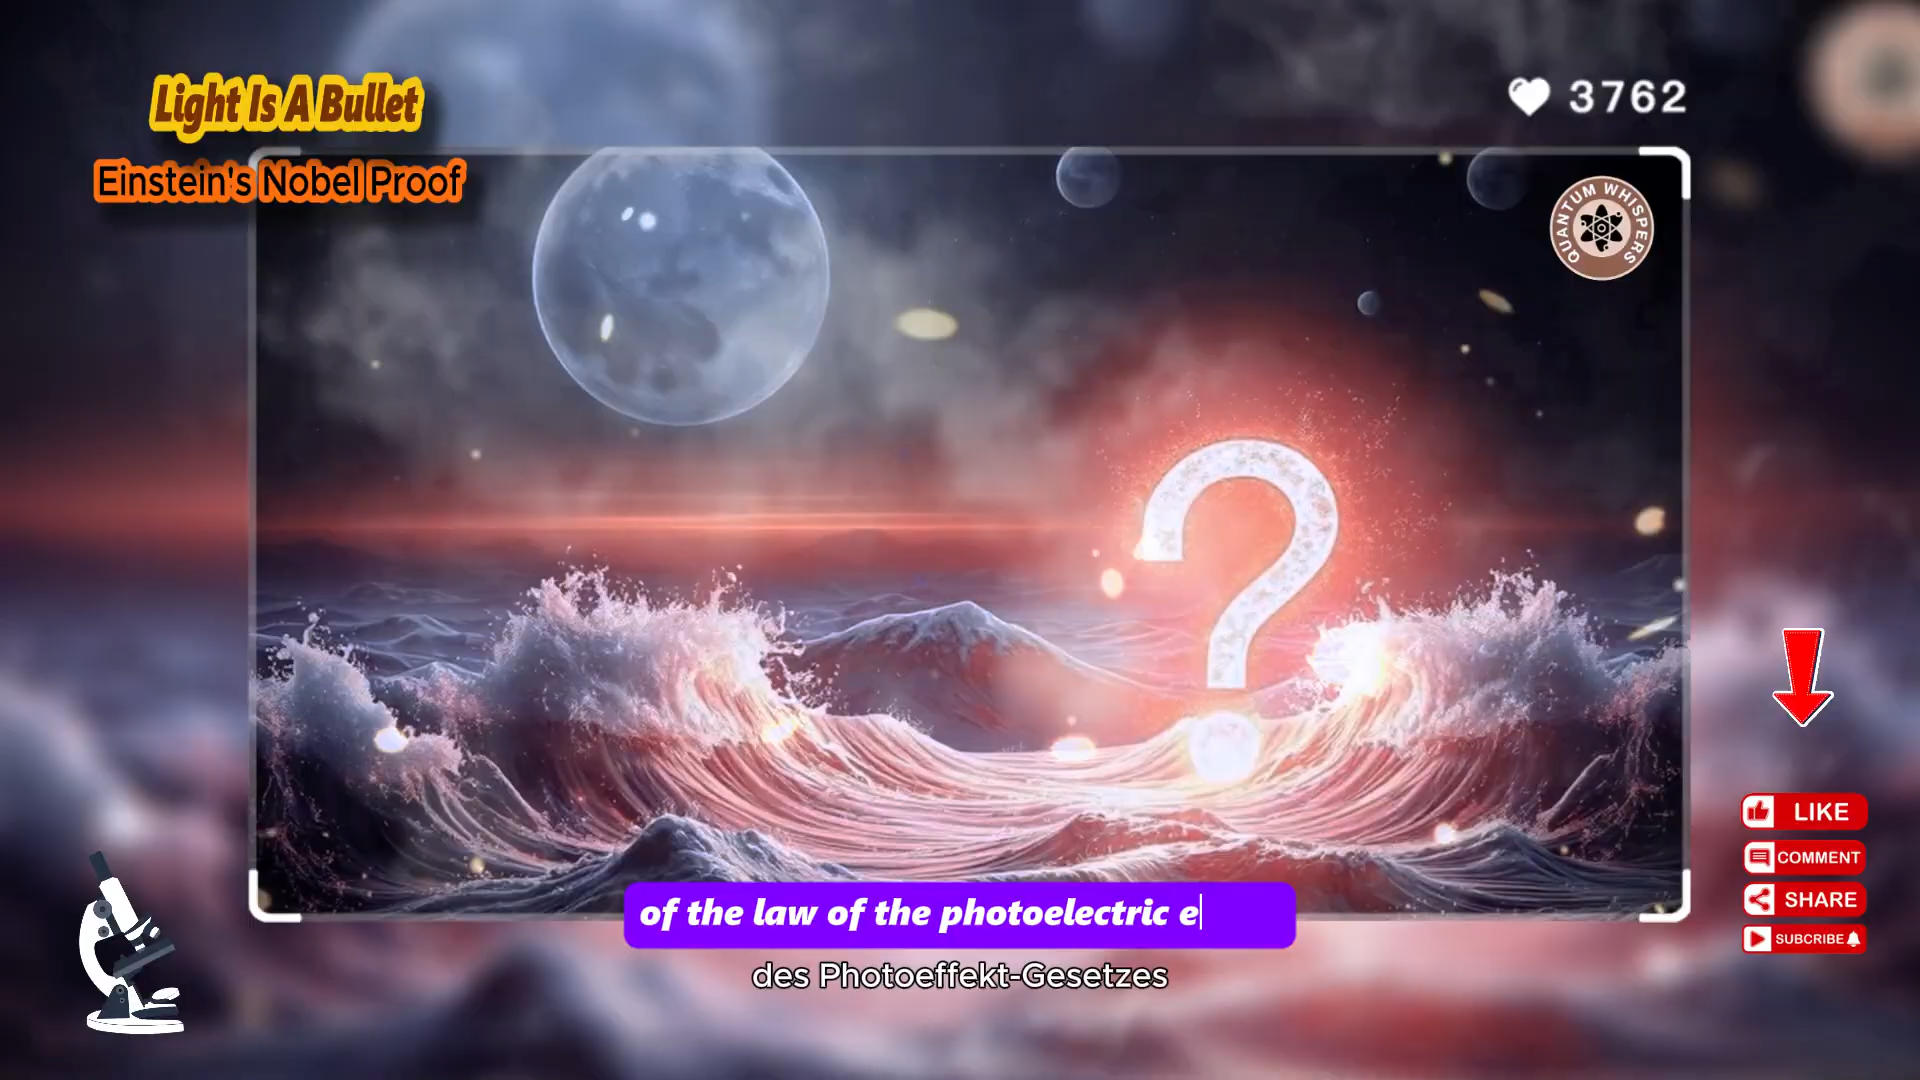 Light Is A Bullet
3762
Einstein's Nobel Proof
QUANTUM WHISPERS
LIKE
COMMENT
SHARE
SUBCRIBE
of the law of the photoelectric e
des Photoeffekt-Gesetzes